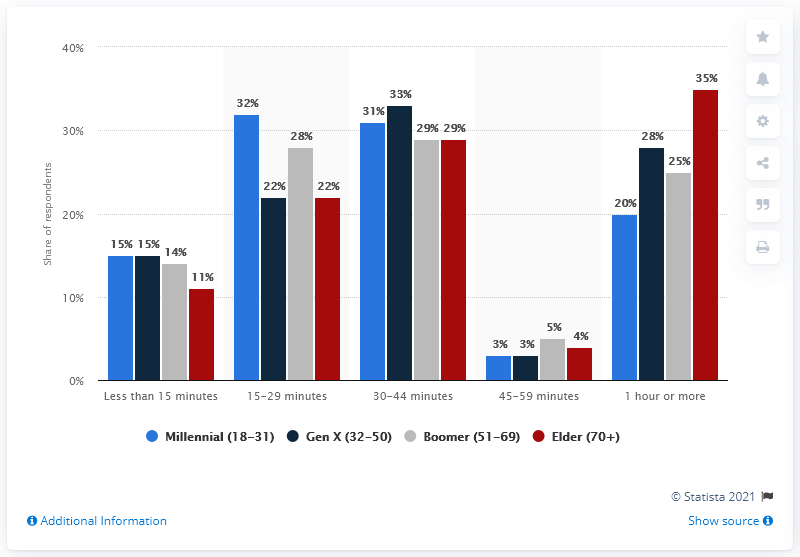 40%
30%
20%
10%
0%
Share of respondents
15% 15% 14% 11%
32% 22% 28% 22%
31% 33% 29% 29%
3% 3% 5% 4%
20% 28% 25% 35%
Less than 15 minutes
15–29 minutes
30–44 minutes
45–59 minutes
1 hour or more
Millennial (18–31) Gen X (32–50) Boomer (51–69) Elder (70+)
© Statista 2021
Additional Information
Show source